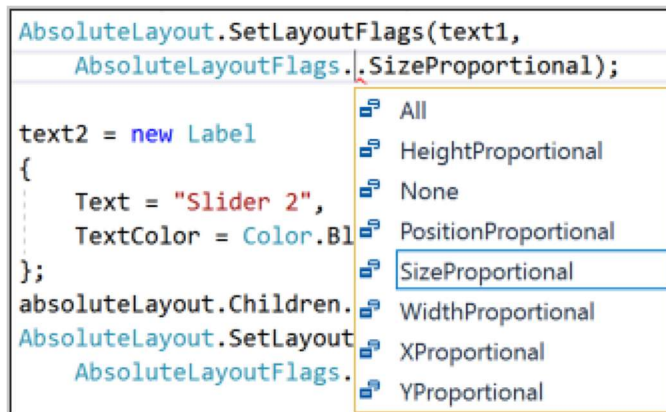 AbsoluteLayout.SetLayoutFlags(text1,
AbsoluteLayoutFlags..SizeProportional);
text2 = new Label
{
Text = "Slider 2",
TextColor = Color.Bl
};
absoluteLayout.Children.
AbsoluteLayout.SetLayout
AbsoluteLayoutFlags.
All
HeightProportional
None
PositionProportional
SizeProportional
WidthProportional
XProportional
YProportional